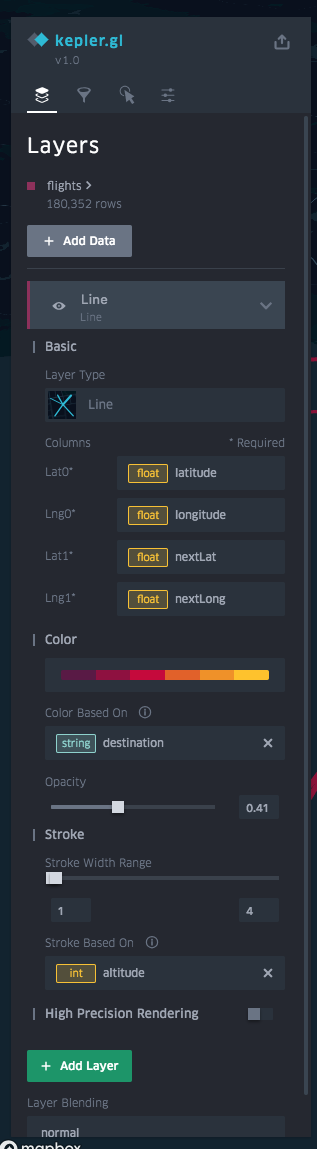 kepler.gl
v1.0
Layers
flights
180,352 rows
+ Add Data
Line
Line
Basic
Layer Type
Line
Columns * Required
Lat0* float latitude
Lng0* float longitude
Lat1* float nextLat
Lng1* float nextLong
Color
Color Based On
string destination
Opacity
0.41
Stroke
Stroke Width Range
1 4
Stroke Based On
int altitude
High Precision Rendering
+ Add Layer
Layer Blending
normal
mapbox